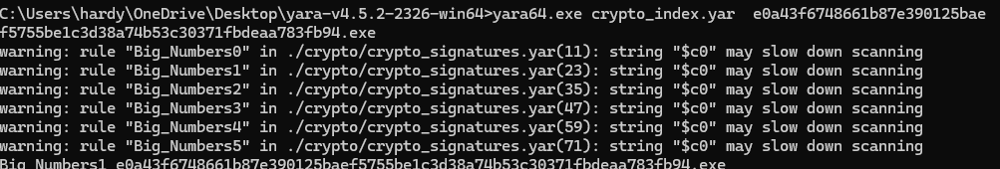 C:\Users\hardy\OneDrive\Desktop\yara-v4.5.2-2326-win64>yara64.exe crypto_index.yar  e0a43f6748661b87e390125bae
f5755be1c3d38a74b53c30371fbdeaa783fb94.exe
warning: rule "Big_Numbers0" in ./crypto/crypto_signatures.yar(11): string "$c0" may slow down scanning
warning: rule "Big_Numbers1" in ./crypto/crypto_signatures.yar(23): string "$c0" may slow down scanning
warning: rule "Big_Numbers2" in ./crypto/crypto_signatures.yar(35): string "$c0" may slow down scanning
warning: rule "Big_Numbers3" in ./crypto/crypto_signatures.yar(47): string "$c0" may slow down scanning
warning: rule "Big_Numbers4" in ./crypto/crypto_signatures.yar(59): string "$c0" may slow down scanning
warning: rule "Big_Numbers5" in ./crypto/crypto_signatures.yar(71): string "$c0" may slow down scanning
Big_Numbers1 e0a43f6748661b87e390125baef5755be1c3d38a74b53c30371fbdeaa783fb94.exe